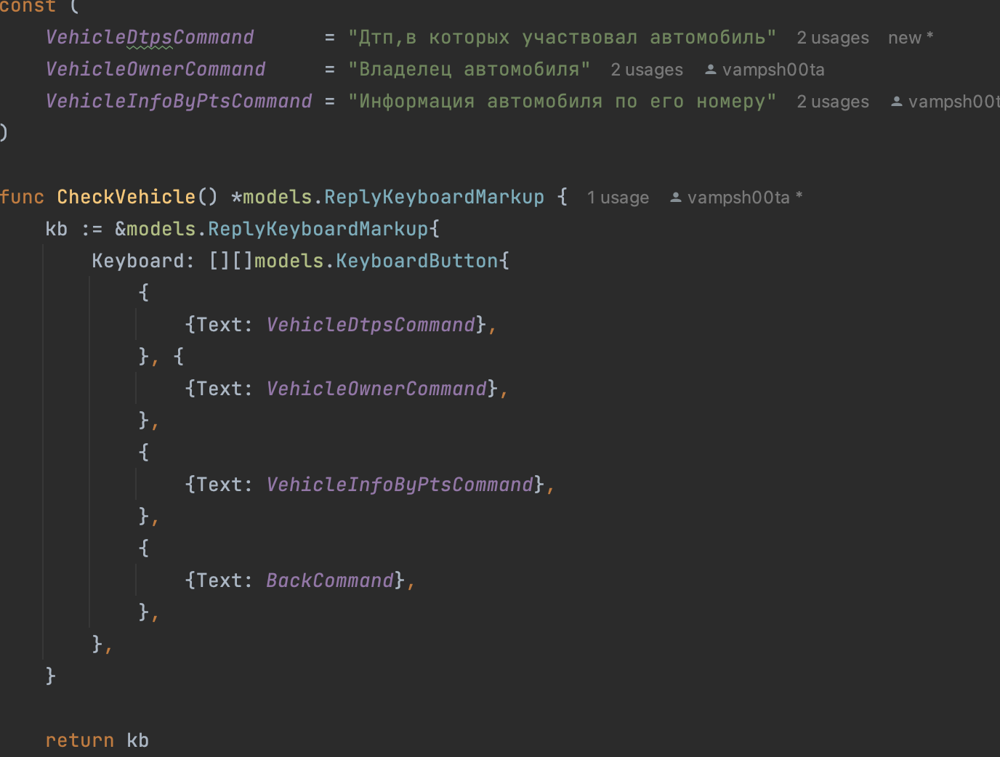 const (
VehicleDtpsCommand = "Дтп,в которых участвовал автомобиль" 2 usages new *
VehicleOwnerCommand = "Владелец автомобиля" 2 usages vampsh00ta
VehicleInfoByPtsCommand = "Информация автомобиля по его номеру" 2 usages vampsh00t
)
func CheckVehicle() *models.ReplyKeyboardMarkup { 1 usage vampsh00ta *
kb := &models.ReplyKeyboardMarkup{
Keyboard: [][]models.KeyboardButton{
{
{Text: VehicleDtpsCommand},
}, {
{Text: VehicleOwnerCommand},
},
{
{Text: VehicleInfoByPtsCommand},
},
{
{Text: BackCommand},
},
},
}
return kb